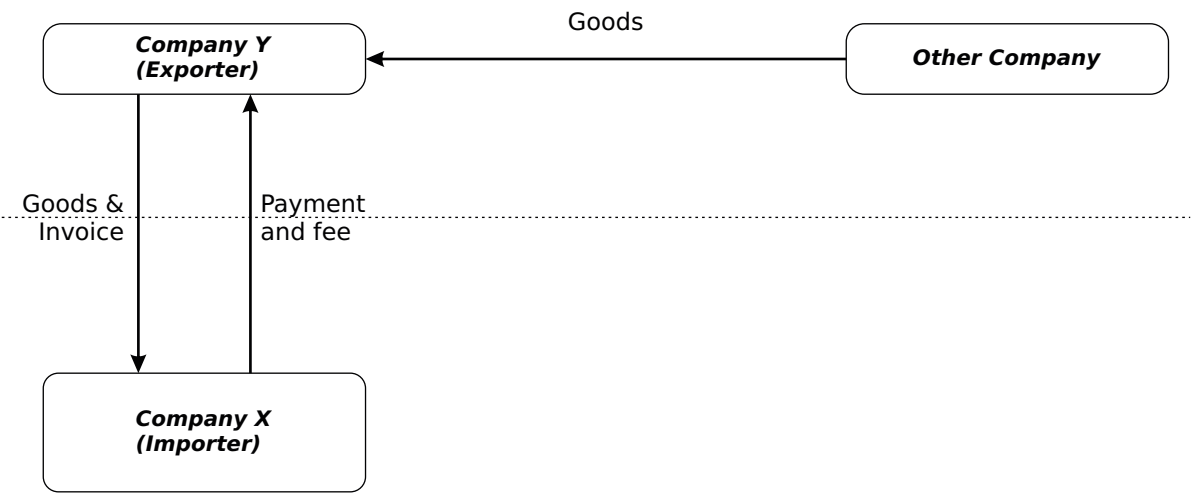 Goods
Company Y
(Exporter)
Other Company
Goods &
Invoice
Payment
and fee
Company X
(Importer)